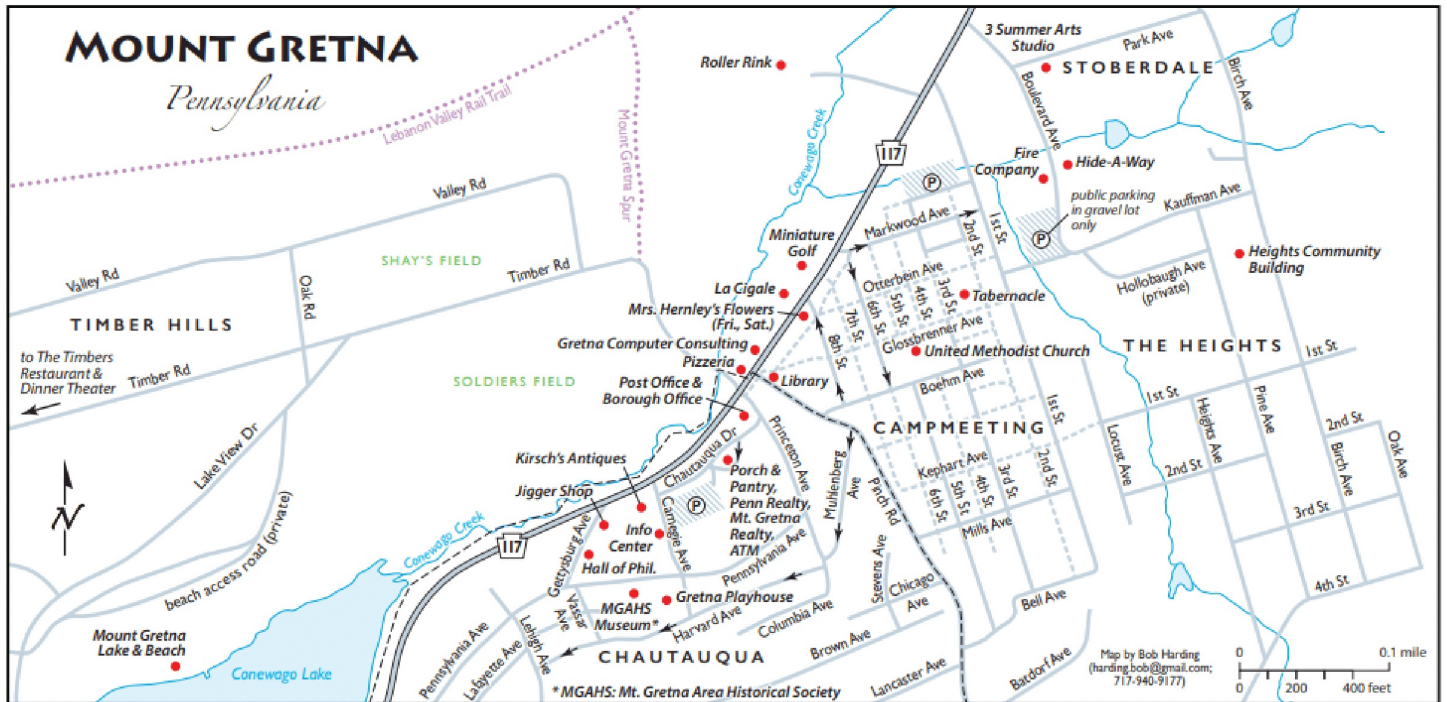 MOUNT GRETNA
Pennsylvania
Lebanon Valley Rail Trail
Mount Gretna Spur
Roller Rink
Conewago Creek
117
3 Summer Arts
Studio
Park Ave
STOBERDALE
Birch Ave
Boulevard Ave
Fire
Company
Hide-A-Way
P
public parking
in gravel lot
only
P
Kauffman Ave
Heights Community
Building
Hollobaugh Ave
(private)
Valley Rd
Valley Rd
SHAY'S FIELD
Timber Rd
Oak Rd
TIMBER HILLS
to The Timbers
Restaurant &
Dinner Theater
Timber Rd
SOLDIERS FIELD
Miniature
Golf
La Cigale
Mrs. Hernley's Flowers
(Fri., Sat.)
Gretna Computer Consulting
Pizzeria
Library
Post Office &
Borough Office
Markwood Ave
1st St
2nd St
Otterbein Ave
3rd St
4th St
5th St
6th St
7th St
8th St
Tabernacle
Glossbrenner Ave
United Methodist Church
Boehm Ave
THE HEIGHTS
1st St
1st St
1st St
CAMPMEETING
Kephart Ave
2nd St
3rd St
4th St
5th St
6th St
Mills Ave
Locust Ave
Heights Ave
Pine Ave
2nd St
2nd St
Birch Ave
Oak Ave
3rd St
4th St
Lake View Dr
beach access road (private)
N
Kirsch's Antiques
Jigger Shop
Chautauqua Dr
Princeton Ave
P
Porch &
Pantry,
Penn Realty,
Mt. Gretna
Realty,
ATM
Muhlenberg
Ave
Pinch Rd
Info
Center
Carnegie Ave
Gettysburg Ave
Hall of Phil.
Conewago Creek
117
Pennsylvania Ave
Stevens Ave
Chicago
Ave
Bell Ave
MGAHS
Museum*
Gretna Playhouse
Vassar
Ave
Harvard Ave
Columbia Ave
Brown Ave
Lehigh Ave
Pennsylvania Ave
Lafayette Ave
CHAUTAUQUA
Lancaster Ave
Batdorf Ave
Mount Gretna
Lake & Beach
Conewago Lake
* MGAHS: Mt. Gretna Area Historical Society
Map by Bob Harding
(harding.bob@gmail.com;
717-940-9177)
0 0.1 mile
0 200 400 feet